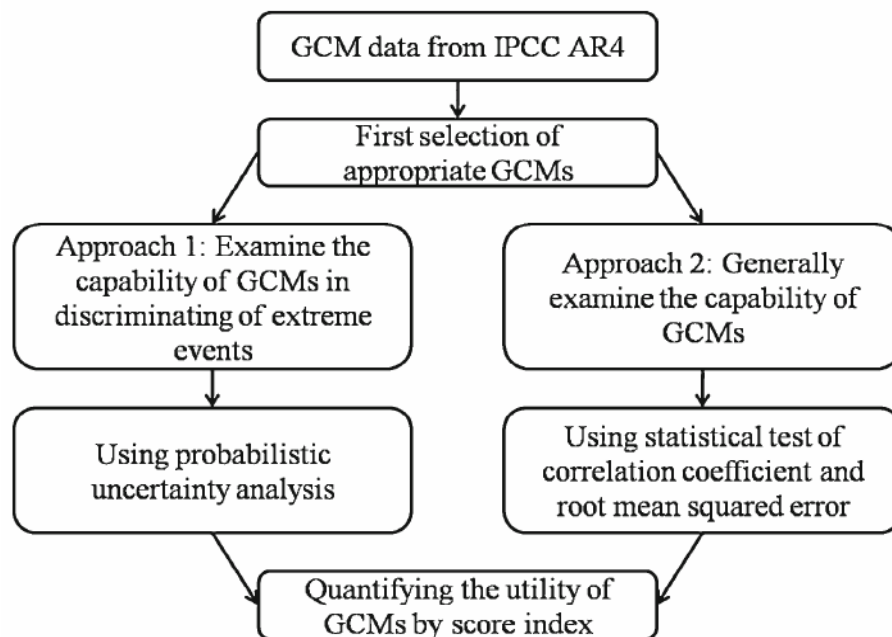 GCM data from IPCC AR4
First selection of
appropriate GCMs
Approach 1: Examine the
capability of GCMs in
discriminating of extreme
events
Approach 2: Generally
examine the capability of
GCMs
Using probabilistic
uncertainty analysis
Using statistical test of
correlation coefficient and
root mean squared error
Quantifying the utility of
GCMs by score index